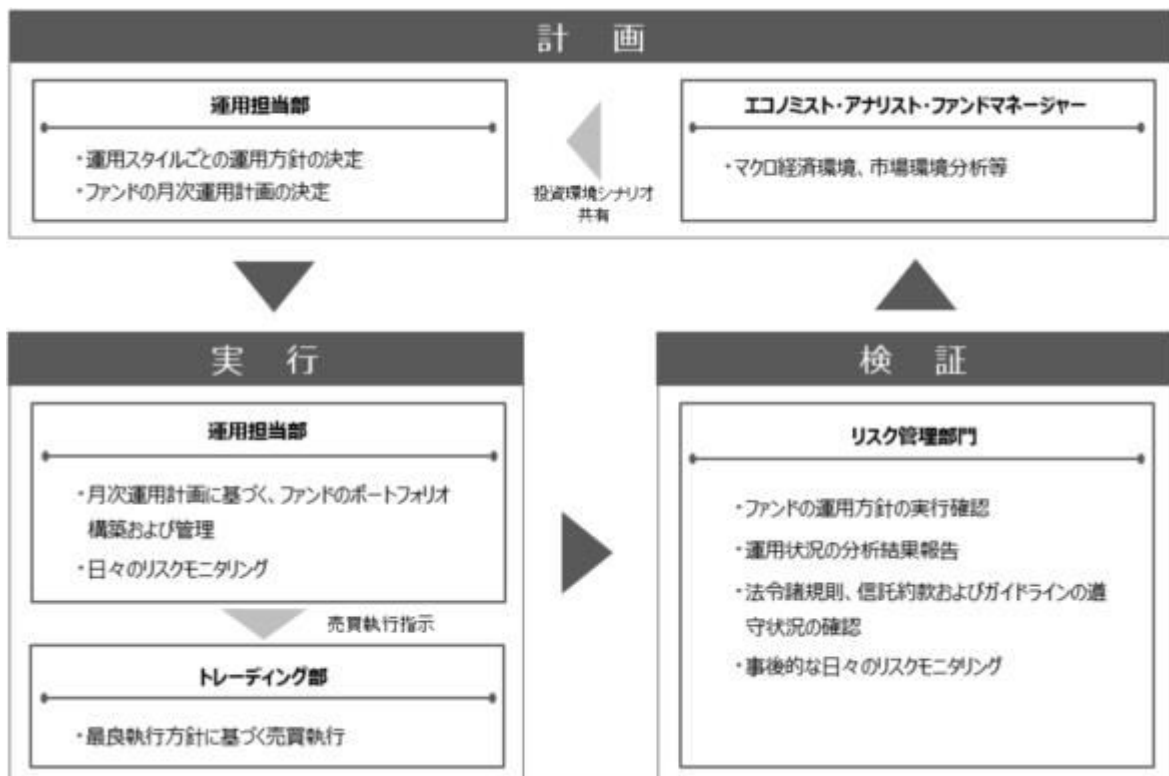 計 画
運用担当部
・運用スタイルごとの運用方針の決定
・ファンドの月次運用計画の決定
投資環境シナリオ
共有
エコノミスト・アナリスト・ファンドマネージャー
・マクロ経済環境、市場環境分析等
実 行
運用担当部
・月次運用計画に基づく、ファンドのポートフォリオ
構築および管理
・日々のリスクモニタリング
売買執行指示
トレーディング部
・最良執行方針に基づく売買執行
検 証
リスク管理部門
・ファンドの運用方針の実行確認
・運用状況の分析結果報告
・法令諸規則、信託約款およびガイドラインの遵
守状況の確認
・事後的な日々のリスクモニタリング